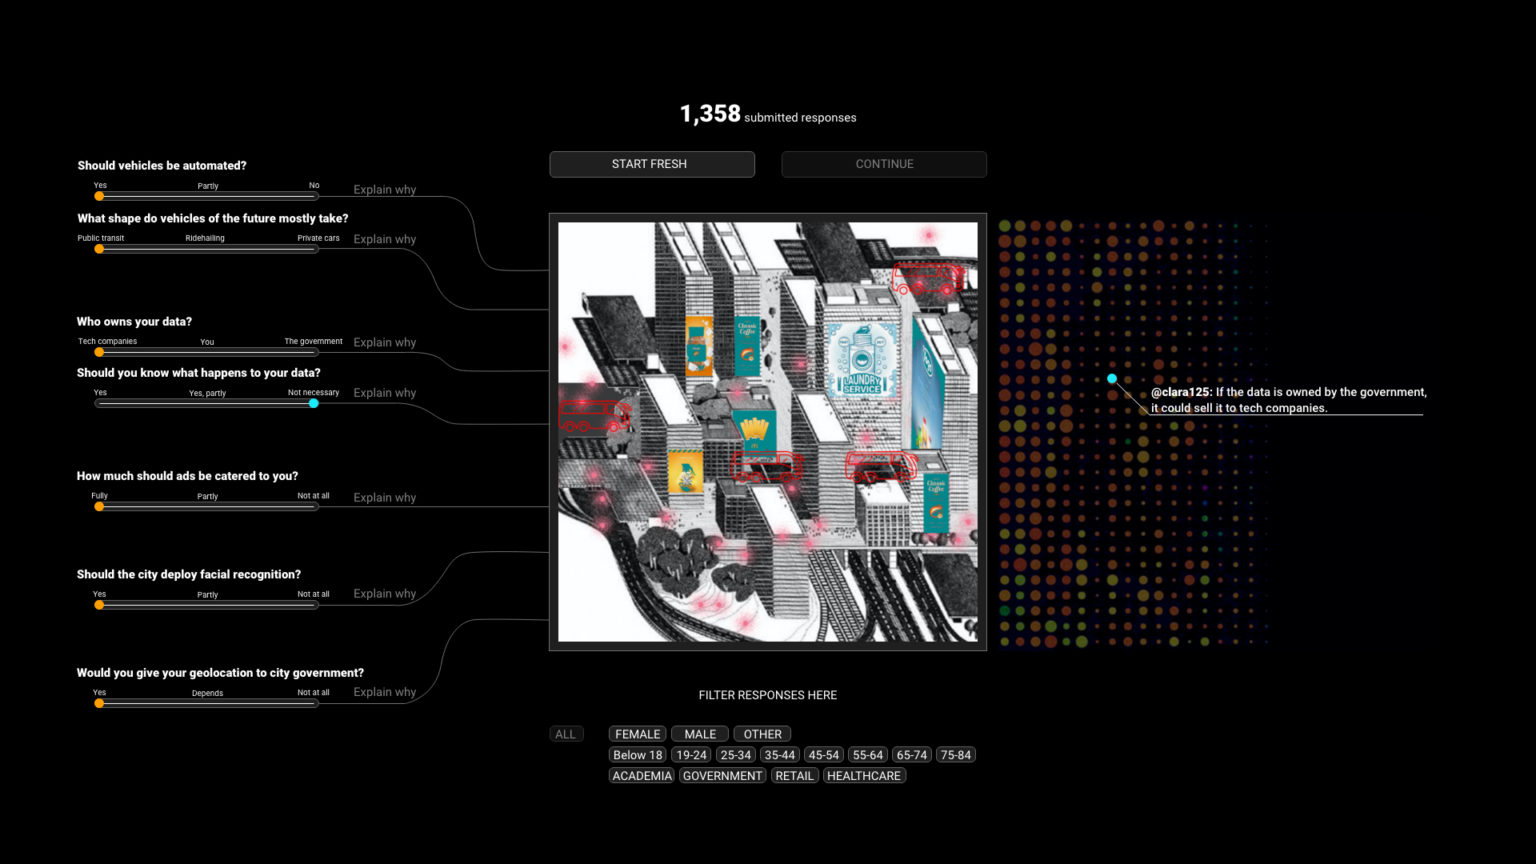 1,358 submitted responses
START FRESH
CONTINUE
Should vehicles be automated?
Yes Partly No
Explain why
What shape do vehicles of the future mostly take?
Public transit Ridehailing Private cars
Explain why
Who owns your data?
Tech companies You The government
Explain why
Should you know what happens to your data?
Yes Yes, partly Not necessary
Explain why
How much should ads be catered to you?
Fully Partly Not at all
Explain why
Should the city deploy facial recognition?
Yes Partly Not at all
Explain why
Would you give your geolocation to city government?
Yes Depends Not at all
Explain why
Classic
Coffee
LAUNDRY
SERVICE
Classic
Coffee
@clara125: If the data is owned by the government,
it could sell it to tech companies.
FILTER RESPONSES HERE
ALL
FEMALE MALE OTHER
Below 18 19-24 25-34 35-44 45-54 55-64 65-74 75-84
ACADEMIA GOVERNMENT RETAIL HEALTHCARE